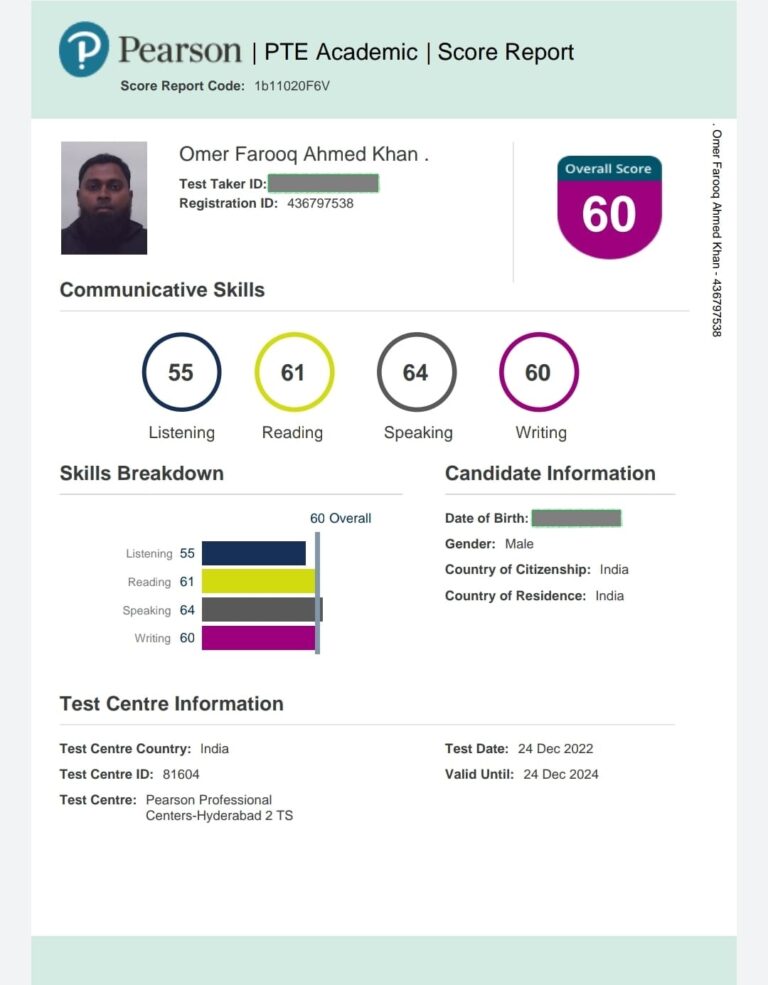 Pearson | PTE Academic | Score Report
Score Report Code: 1b11020F6V
Omer Farooq Ahmed Khan .
Test Taker ID:
Registration ID: 436797538
Overall Score
60
. Omer Farooq Ahmed Khan - 436797538
Communicative Skills
55 61 64 60
Listening Reading Speaking Writing
Skills Breakdown
60 Overall
Listening 55
Reading 61
Speaking 64
Writing 60
Candidate Information
Date of Birth:
Gender: Male
Country of Citizenship: India
Country of Residence: India
Test Centre Information
Test Centre Country: India
Test Centre ID: 81604
Test Centre: Pearson Professional
Centers-Hyderabad 2 TS
Test Date: 24 Dec 2022
Valid Until: 24 Dec 2024